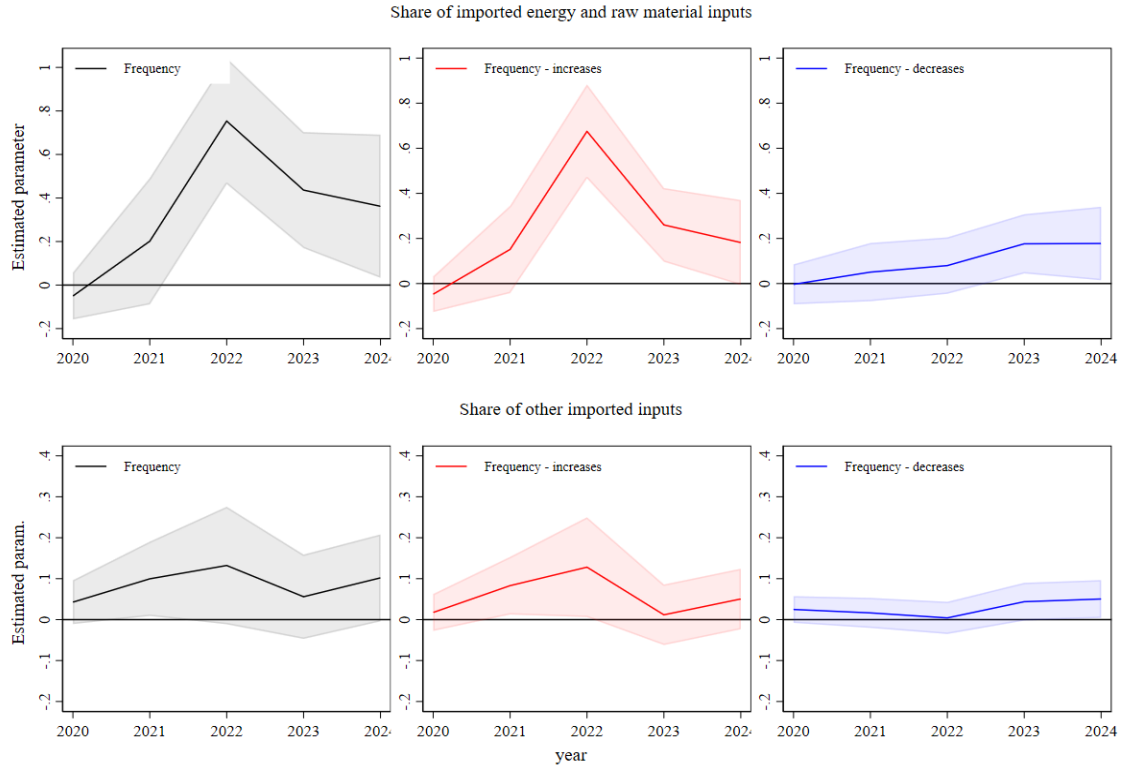 Share of imported energy and raw material inputs
Frequency
Frequency - increases
Frequency - decreases
Estimated parameter
1
.8
.6
.4
.2
0
-.2
1
.8
.6
.4
.2
0
-.2
1
.8
.6
.4
.2
0
-.2
2020 2021 2022 2023 2024
2020 2021 2022 2023 2024
2020 2021 2022 2023 2024
Share of other imported inputs
Frequency
Frequency - increases
Frequency - decreases
Estimated param.
.4
.3
.2
.1
0
-.1
-.2
.4
.3
.2
.1
0
-.1
-.2
.4
.3
.2
.1
0
-.1
-.2
2020 2021 2022 2023 2024
2020 2021 2022 2023 2024
2020 2021 2022 2023 2024
year